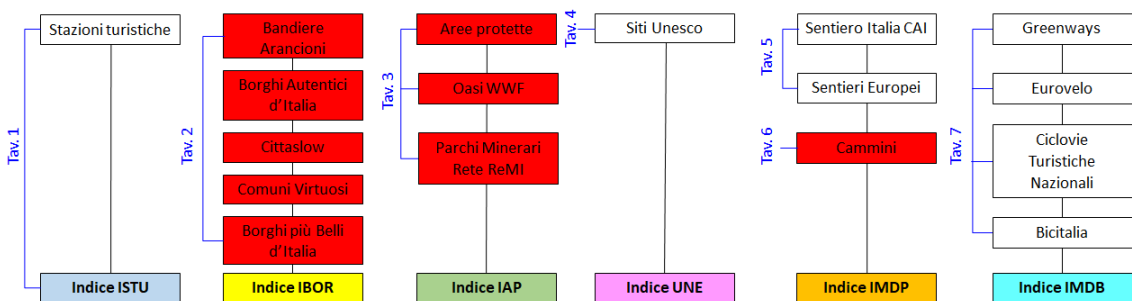 Tav. 1
Stazioni turistiche
Indice ISTU
Tav. 2
Bandiere
Arancioni
Borghi Autentici
d'Italia
Cittaslow
Comuni Virtuosi
Borghi più Belli
d'Italia
Indice IBOR
Tav. 3
Aree protette
Oasi WWF
Parchi Minerari
Rete ReMI
Indice IAP
Tav. 4
Siti Unesco
Indice UNE
Tav. 5
Sentiero Italia CAI
Sentieri Europei
Tav. 6
Cammini
Indice IMDP
Tav. 7
Greenways
Eurovelo
Ciclovie
Turistiche
Nazionali
Bicitalia
Indice IMDB